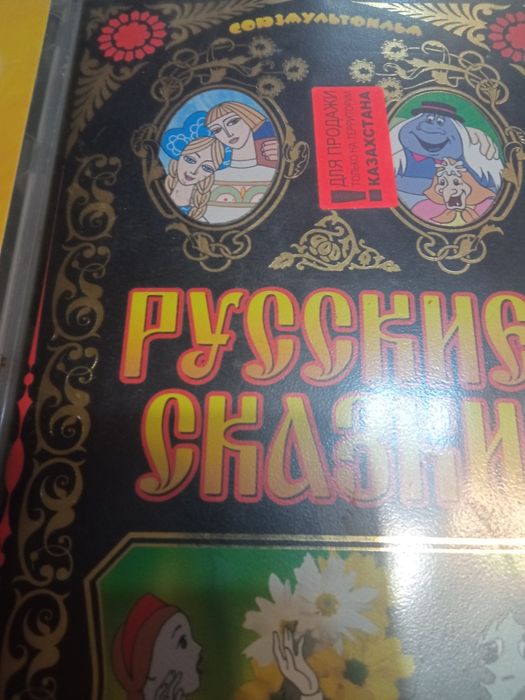 СОЮЗМУЛЬТФИЛЬМ
! ДЛЯ ПРОДАЖИ
ТОЛЬКО НА ТЕРРИТОРИИ
КАЗАХСТАНА
РУССКИЕ
СКАЗКИ